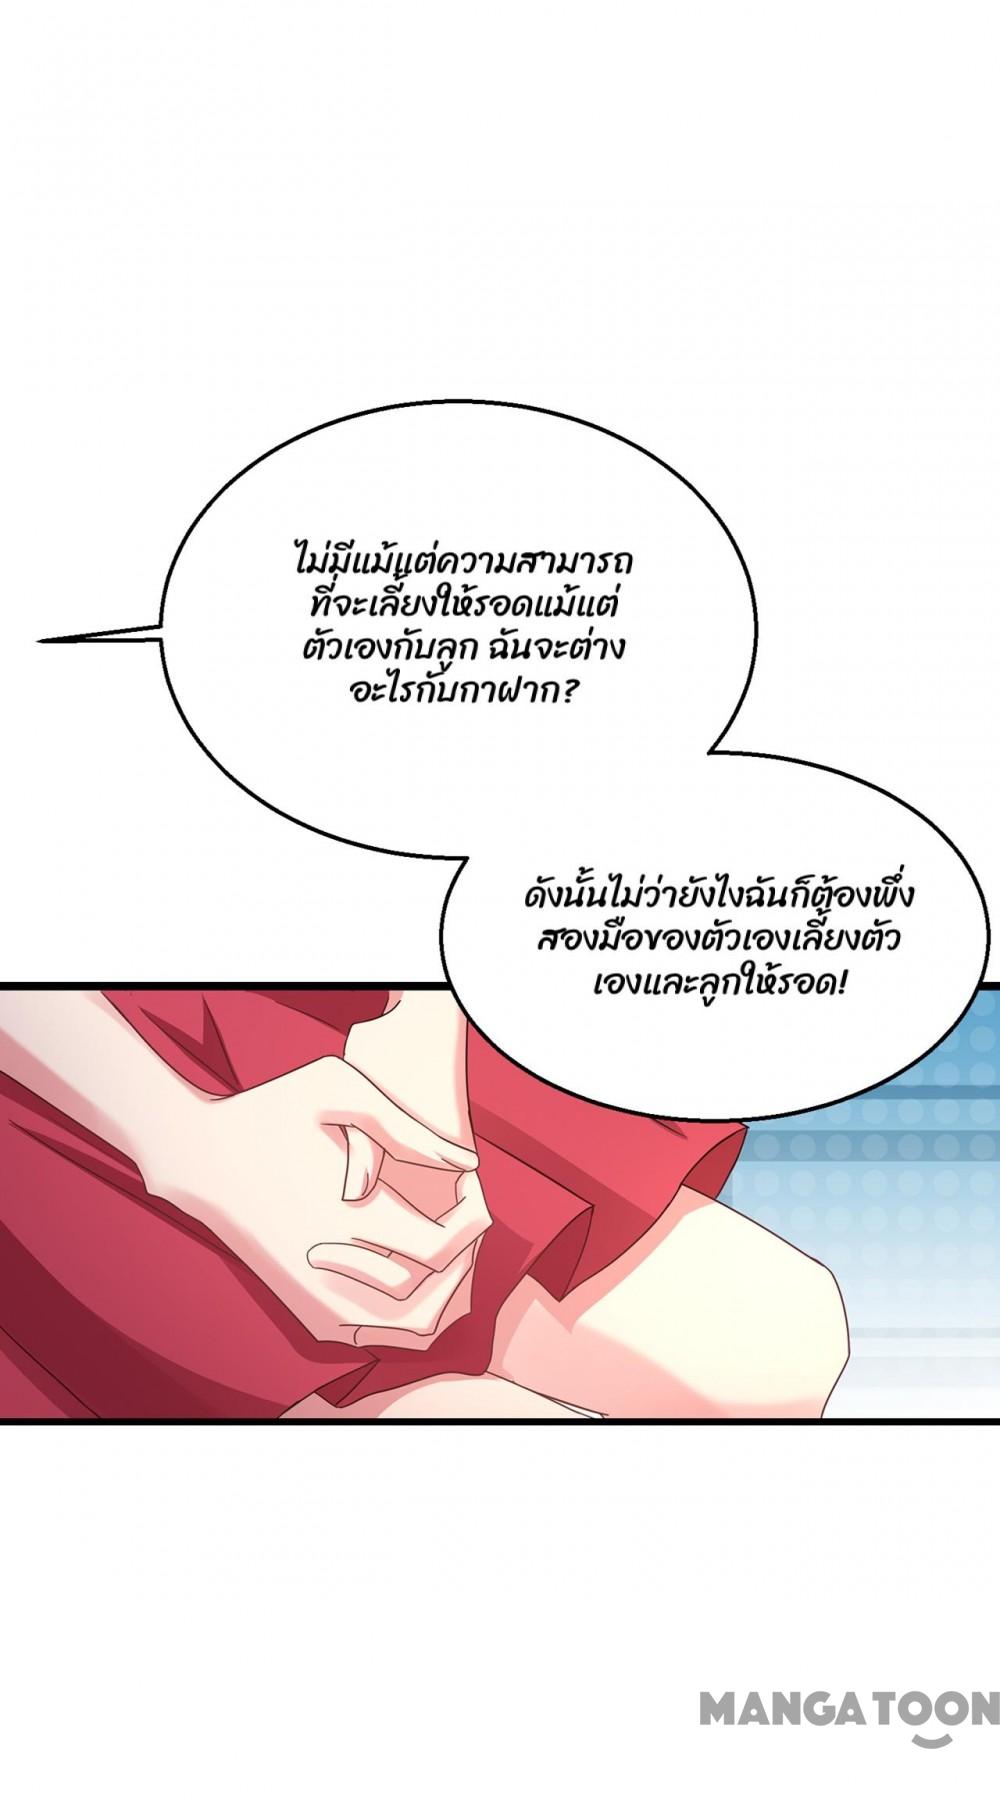 ไม่มีแม้แต่ความสามารถ
ที่จะเลี้ยงให้รอดแม้แต่
ตัวเองกับลูก ฉันจะต่าง
อะไรกับกาฝาก?
ดังนั้นไม่ว่ายังไงฉันก็ต้องพึ่ง
สองมือของตัวเองเลี้ยงตัว
เองและลูกให้รอด!
MANGATOON